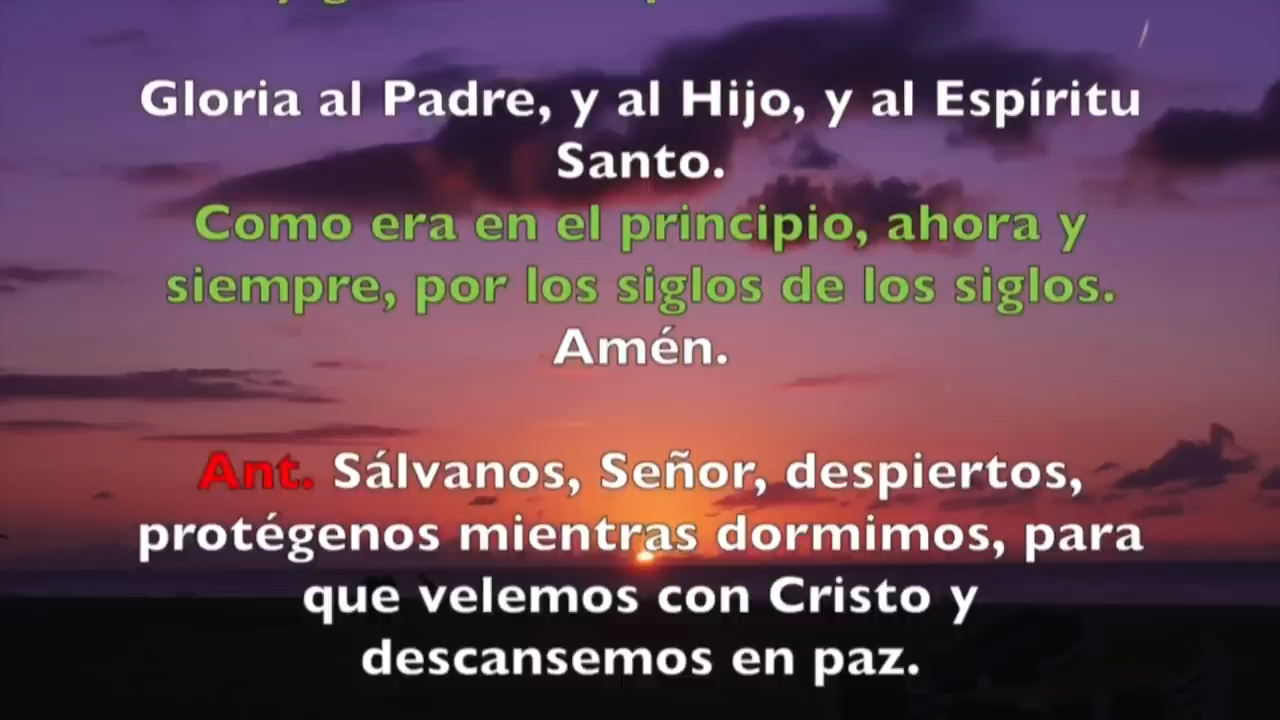 Gloria al Padre, y al Hijo, y al Espíritu
Santo.
Como era en el principio, ahora y
siempre, por los siglos de los siglos.
Amén.
Ant. Sálvanos, Señor, despiertos,
protégenos mientras dormimos, para
que velemos con Cristo y
descansemos en paz.